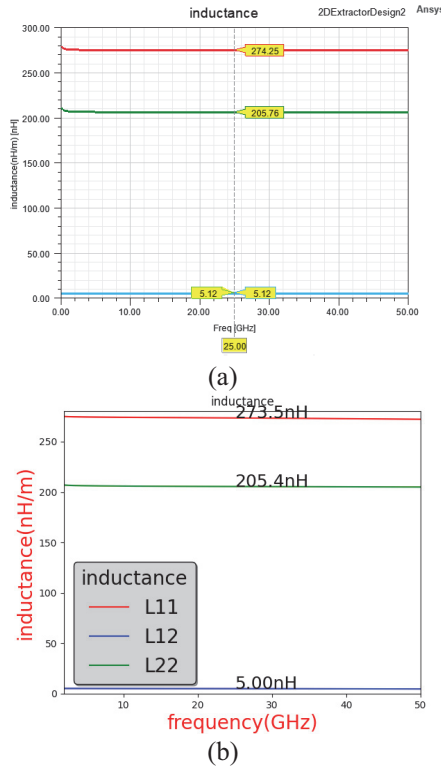 inductance
2DExtractorDesign2
Ansys
inductance(nH/m) [nH]
300.00
250.00
200.00
150.00
100.00
50.00
0.00
274.25
205.76
5.12
5.12
0.00
10.00
20.00
30.00
40.00
50.00
Freq [GHz]
25.00
(a)
inductance
273.5nH
205.4nH
5.00nH
inductance(nH/m)
250
200
150
100
50
0
inductance
L11
L12
L22
10
20
30
40
50
frequency(GHz)
(b)